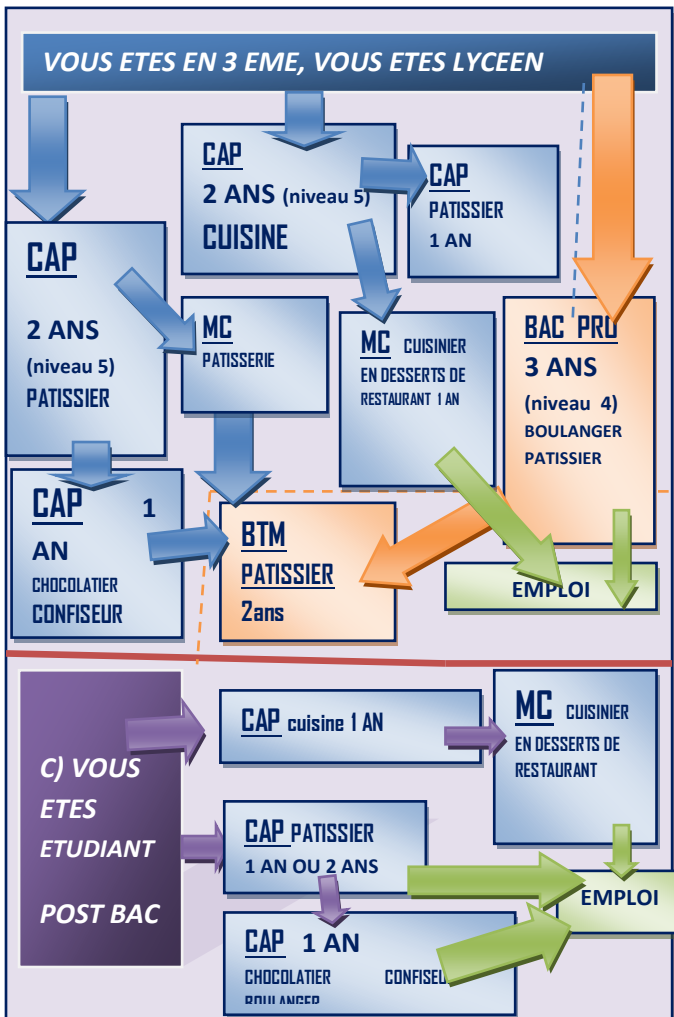 VOUS ETES EN 3 EME, VOUS ETES LYCEEN
CAP
2 ANS (niveau 5)
CUISINE
CAP
PATISSIER
1 AN
CAP
2 ANS
(niveau 5)
PATISSIER
MC
PATISSERIE
MC CUISINIER
EN DESSERTS DE
RESTAURANT 1 AN
BAC PRO
3 ANS
(niveau 4)
BOULANGER
PATISSIER
CAP 1
AN
CHOCOLATIER
CONFISEUR
BTM
PATISSIER
2ans
EMPLOI
C) VOUS
ETES
ETUDIANT
POST BAC
CAP cuisine 1 AN
MC CUISINIER
EN DESSERTS DE
RESTAURANT
CAP PATISSIER
1 AN OU 2 ANS
EMPLOI
CAP 1 AN
CHOCOLATIER CONFISEU
BOULANGER